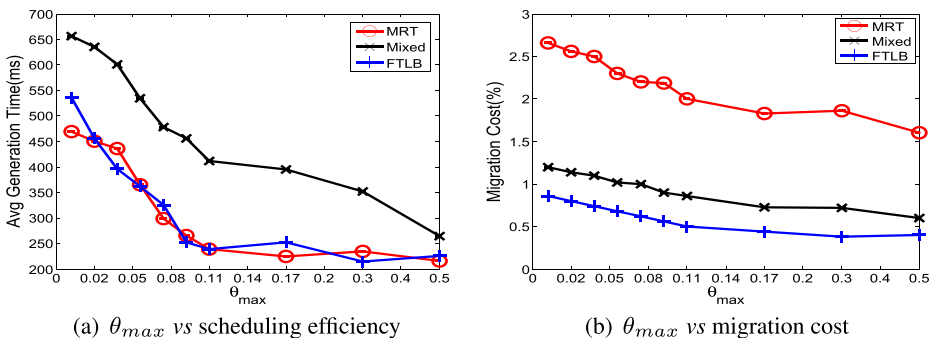 700
650
600
550
500
450
400
350
300
250
200
Avg Generation Time(ms)
MRT
Mixed
FTLB
0 0.02 0.05 0.08 0.11 0.14 0.17 0.2 0.3 0.5
θmax
(a) θmax vs scheduling efficiency
3
2.5
2
1.5
1
0.5
0
Migration Cost(%)
MRT
Mixed
FTLB
0 0.02 0.05 0.08 0.11 0.14 0.17 0.2 0.3 0.5
θmax
(b) θmax vs migration cost